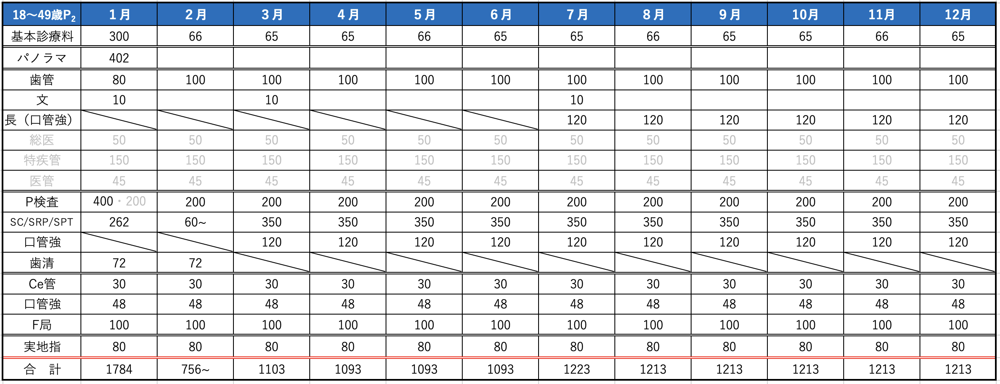 18～49歳P₂ 1月 2月 3月 4月 5月 6月 7月 8月 9月 10月 11月 12月
基本診療料 300 66 65 65 66 65 65 66 65 65 66 65
パノラマ 402
歯管 80 100 100 100 100 100 100 100 100 100 100 100
文 10 10 10
長（口管強） 120 120 120 120 120 120
総医 50 50 50 50 50 50 50 50 50 50 50 50
特疾管 150 150 150 150 150 150 150 150 150 150 150 150
医管 45 45 45 45 45 45 45 45 45 45 45 45
P検査 400・200 200 200 200 200 200 200 200 200 200 200 200
SC/SRP/SPT 262 60~ 350 350 350 350 350 350 350 350 350 350
口管強 120 120 120 120 120 120 120 120 120 120
歯清 72 72
Ce管 30 30 30 30 30 30 30 30 30 30 30 30
口管強 48 48 48 48 48 48 48 48 48 48 48 48
F局 100 100 100 100 100 100 100 100 100 100 100 100
実地指 80 80 80 80 80 80 80 80 80 80 80 80
合　計 1784 756~ 1103 1093 1093 1093 1223 1213 1213 1213 1213 1213